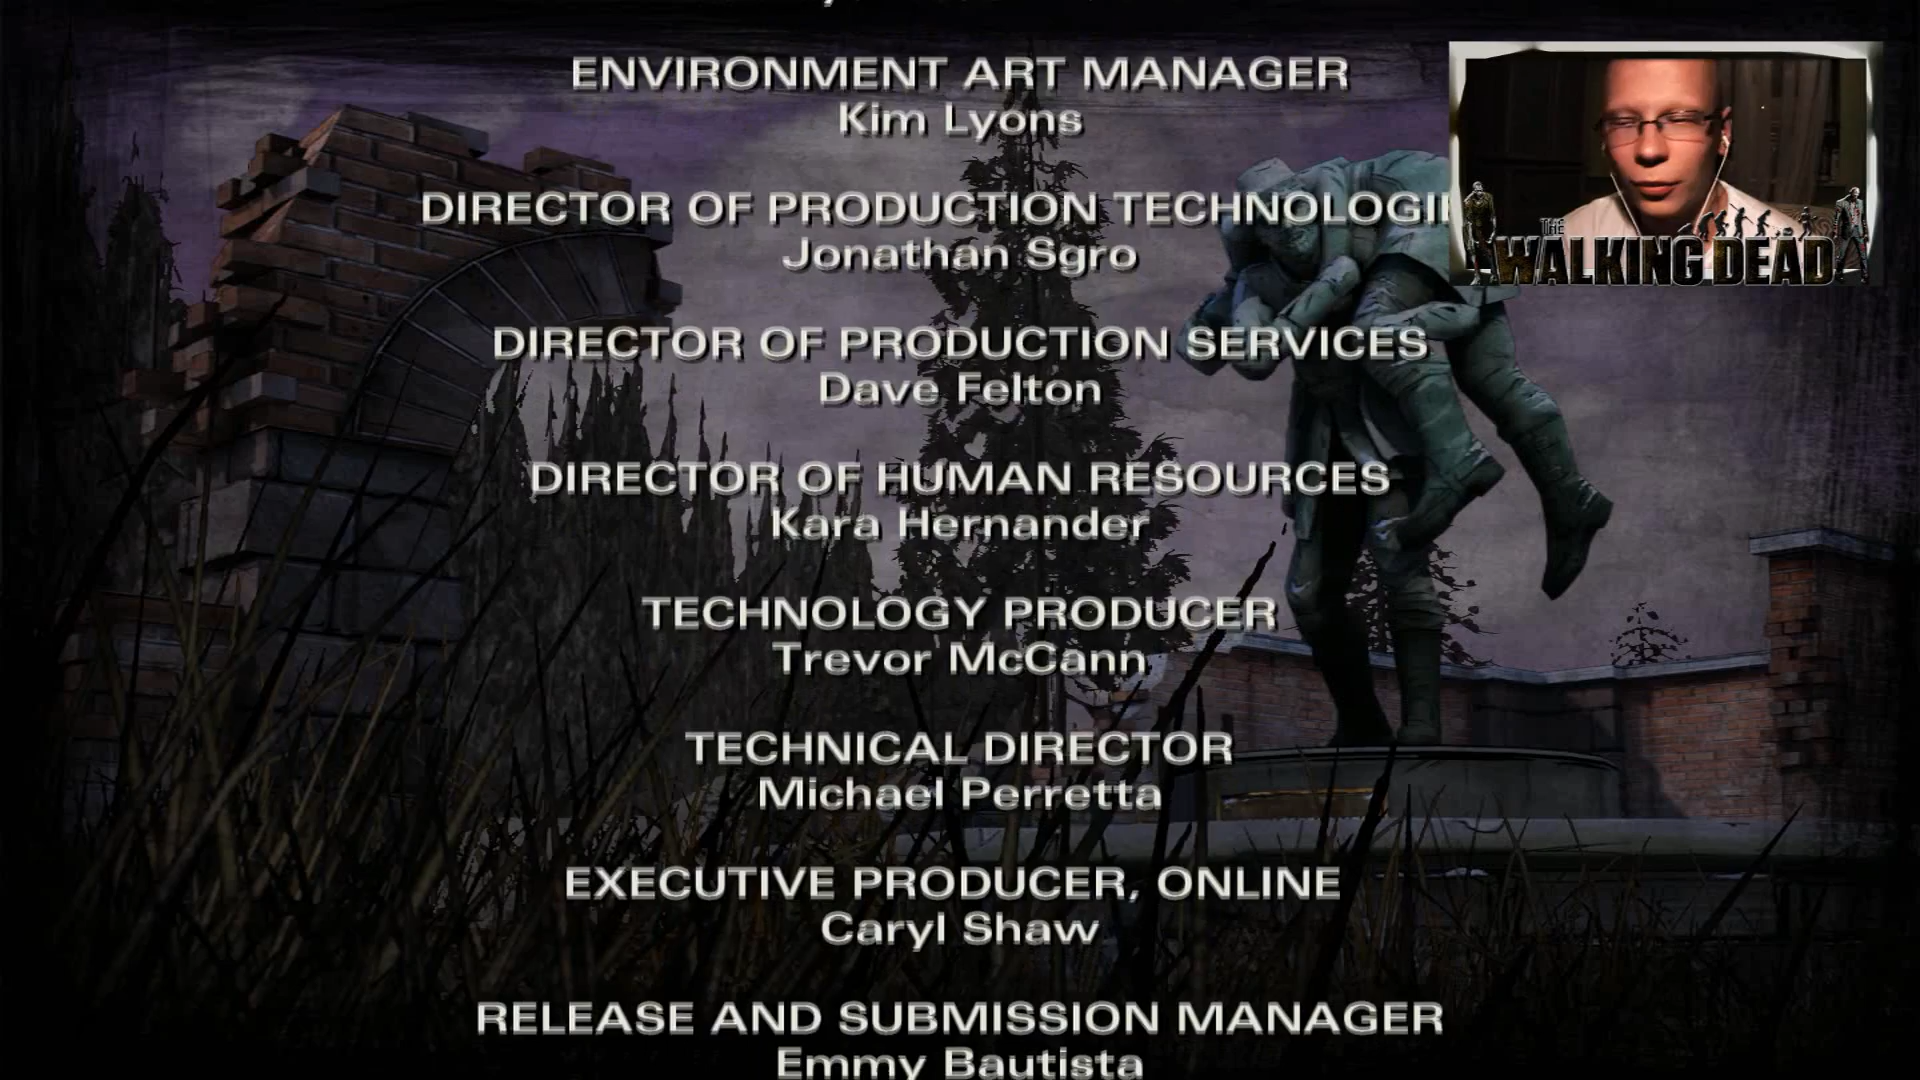 ENVIRONMENT ART MANAGER
Kim Lyons
DIRECTOR OF PRODUCTION TECHNOLOGI
Jonathan Sgro
THE
WALKING DEAD
DIRECTOR OF PRODUCTION SERVICES
Dave Felton
DIRECTOR OF HUMAN RESOURCES
Kara Hernander
TECHNOLOGY PRODUCER
Trevor McCann
TECHNICAL DIRECTOR
Michael Perretta
EXECUTIVE PRODUCER, ONLINE
Caryl Shaw
RELEASE AND SUBMISSION MANAGER
Emmy Bautista